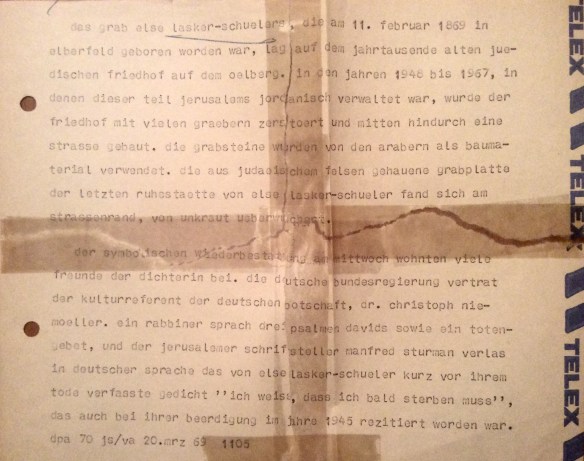 das grab else lasker-schuelers, die am 11. februar 1869 in
elberfeld geboren worden war, lag auf dem jahrtausende alten jue-
dischen friedhof auf dem oelberg. in den jahren 1948 bis 1967, in
denen dieser teil jerusalems jordanisch verwaltet war, wurde der
friedhof mit vielen graebern zerstoert und mitten hindurch eine
strasse gebaut. die grabsteine wurden von den arabern als bauma-
terial verwendet. die aus judaeischem felsen gehauene grabplatte
der letzten ruhestaette von else lasker-schueler fand sich am
strassenrand, von unkraut ueberwuchert.
der symbolischen wiederbestattung am mittwoch wohnten viele
freunde der dichterin bei. die deutsche bundesregierung vertrat
der kulturreferent der deutschen botschaft, dr. christoph nie-
moeller. ein rabbiner sprach drei psalmen davids sowie ein toten-
gebet, und der jerusalemer schriftsteller manfred sturman verlas
in deutscher sprache das von else lasker-schueler kurz vor ihrem
tode verfasste gedicht ''ich weiss, dass ich bald sterben muss'',
das auch bei ihrer beerdigung im jahre 1945 rezitiert worden war.
dpa 70 js/va 20.mrz 69 1105
TELEX
TELEX
TELEX
TELEX